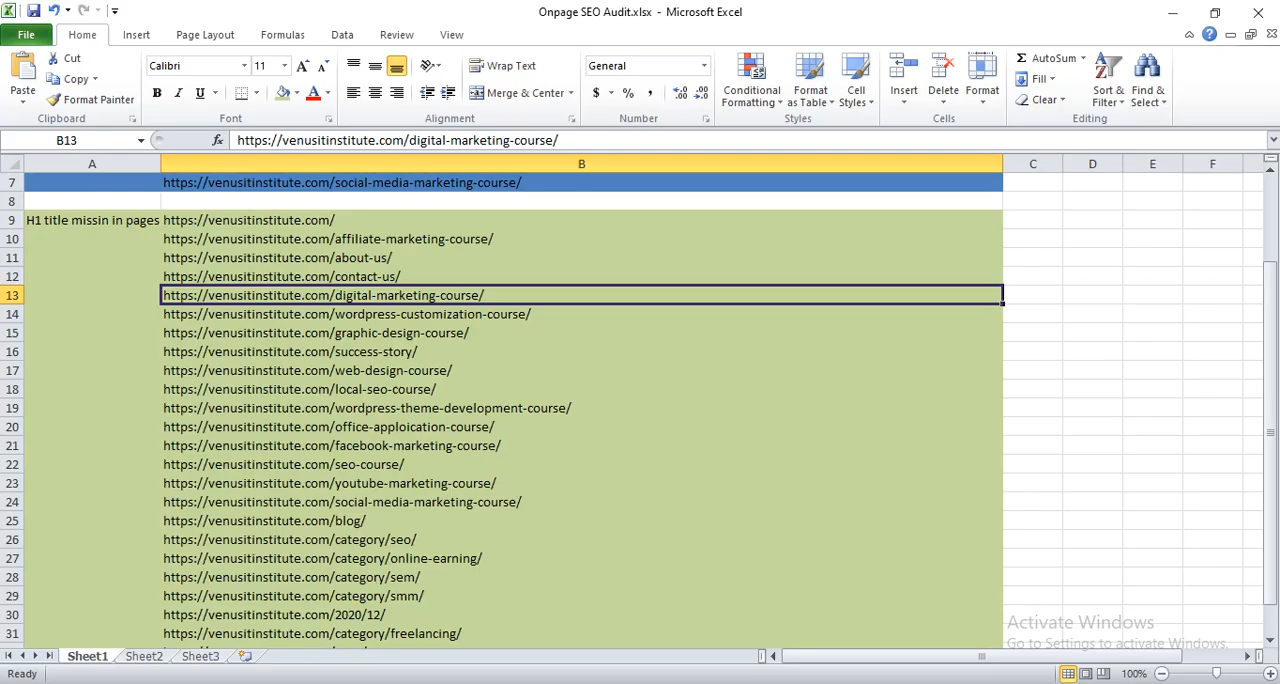 Onpage SEO Audit.xlsx - Microsoft Excel
File Home Insert Page Layout Formulas Data Review View
Paste Cut Copy Format Painter Clipboard
Calibri 11 A A B I U A Font
Wrap Text Merge & Center Alignment
General $ % , .00 Number
Conditional Formatting Format as Table Cell Styles Styles
Insert Delete Format Cells
Σ AutoSum Fill Clear Sort & Filter Find & Select Editing
B13 fx https://venusitinstitute.com/digital-marketing-course/
A B C D E F
7 https://venusitinstitute.com/social-media-marketing-course/
8
9 H1 title missin in pages https://venusitinstitute.com/
10 https://venusitinstitute.com/affiliate-marketing-course/
11 https://venusitinstitute.com/about-us/
12 https://venusitinstitute.com/contact-us/
13 https://venusitinstitute.com/digital-marketing-course/
14 https://venusitinstitute.com/wordpress-customization-course/
15 https://venusitinstitute.com/graphic-design-course/
16 https://venusitinstitute.com/success-story/
17 https://venusitinstitute.com/web-design-course/
18 https://venusitinstitute.com/local-seo-course/
19 https://venusitinstitute.com/wordpress-theme-development-course/
20 https://venusitinstitute.com/office-apploication-course/
21 https://venusitinstitute.com/facebook-marketing-course/
22 https://venusitinstitute.com/seo-course/
23 https://venusitinstitute.com/youtube-marketing-course/
24 https://venusitinstitute.com/social-media-marketing-course/
25 https://venusitinstitute.com/blog/
26 https://venusitinstitute.com/category/seo/
27 https://venusitinstitute.com/category/online-earning/
28 https://venusitinstitute.com/category/sem/
29 https://venusitinstitute.com/category/smm/
30 https://venusitinstitute.com/2020/12/
31 https://venusitinstitute.com/category/freelancing/
Activate Windows
Go to Settings to activate Windows.
Sheet1 Sheet2 Sheet3
Ready 100%